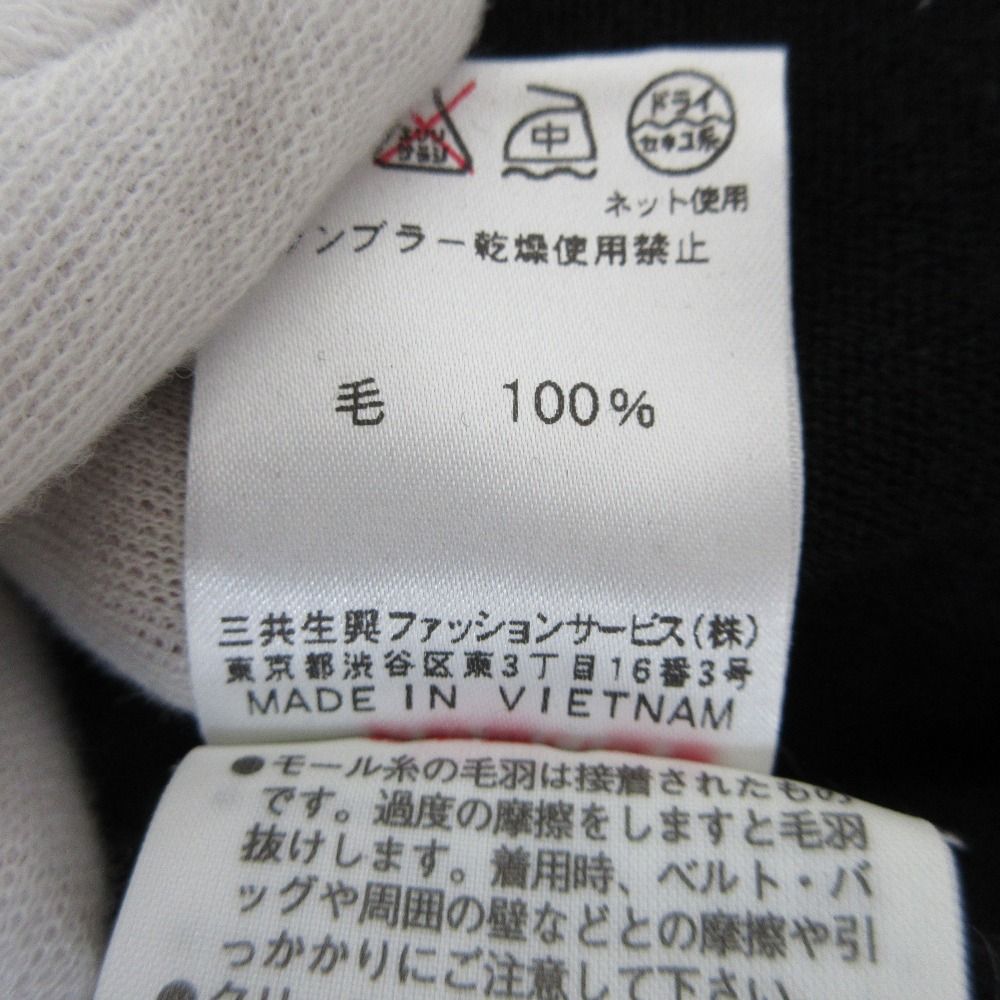 中
ドライ
セキユ系
ネット使用
ンブラー乾燥使用禁止
毛 100%
三共生興ファッションサービス(株)
東京都渋谷区東3丁目16番3号
MADE IN VIETNAM
●モール糸の毛羽は接着されたもの
です。過度の摩擦をしますと毛羽
抜けします。着用時、ベルト・バ
ッグや周囲の壁などとの摩擦や引
っかかりにご注意して下さい。